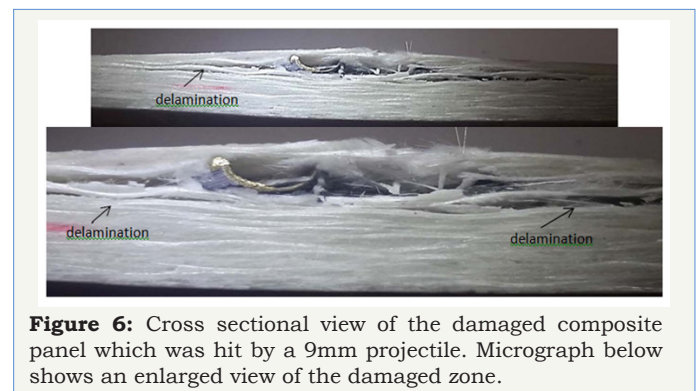 delamination
delamination
delamination
Figure 6: Cross sectional view of the damaged composite
panel which was hit by a 9mm projectile. Micrograph below
shows an enlarged view of the damaged zone.